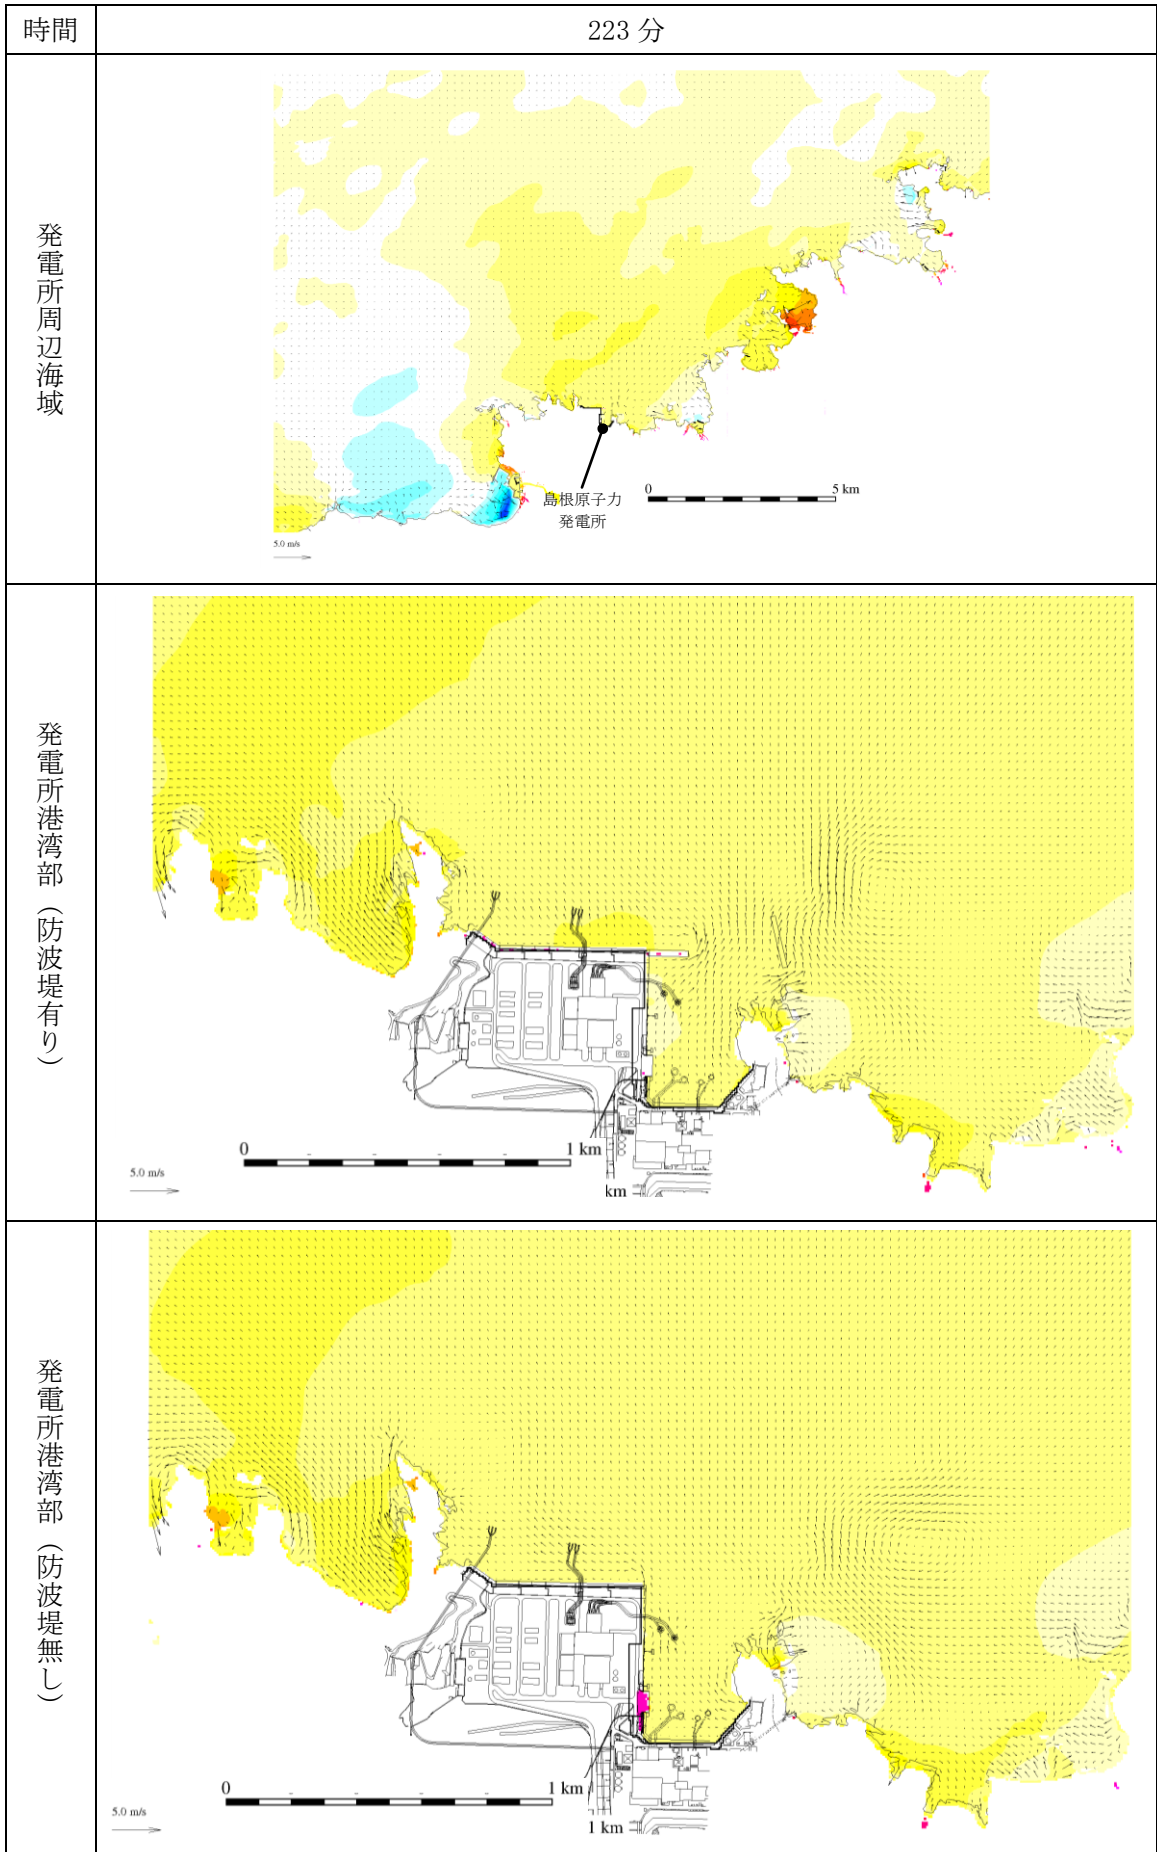 時間
223 分
発電所周辺海域
島根原子力
発電所
0 5 km
5.0 m/s
発電所港湾部（防波堤有り）
0 1 km
5.0 m/s
km
発電所港湾部（防波堤無し）
0 1 km
5.0 m/s
1 km